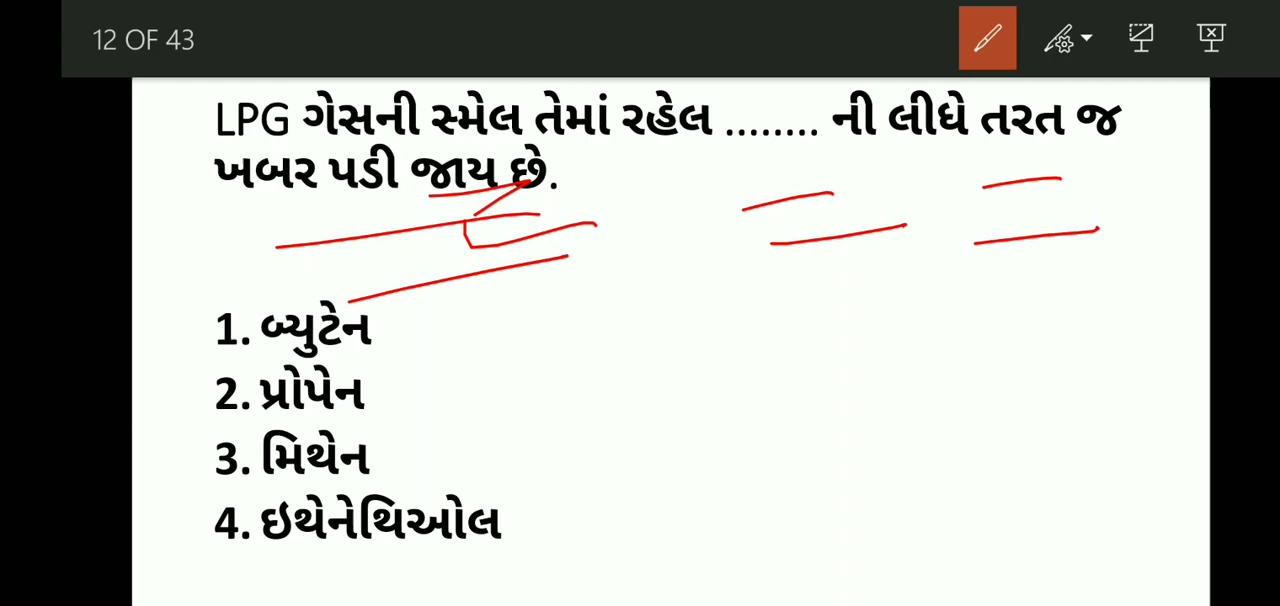 12 OF 43
LPG ગેસની સ્મેલ તેમાં રહેલ ........ ની લીધે તરત જ
ખબર પડી જાય છે.
1. બ્યુટેન
2. પ્રોપેન
3. મિથેન
4. ઇથેનેથિઓલ